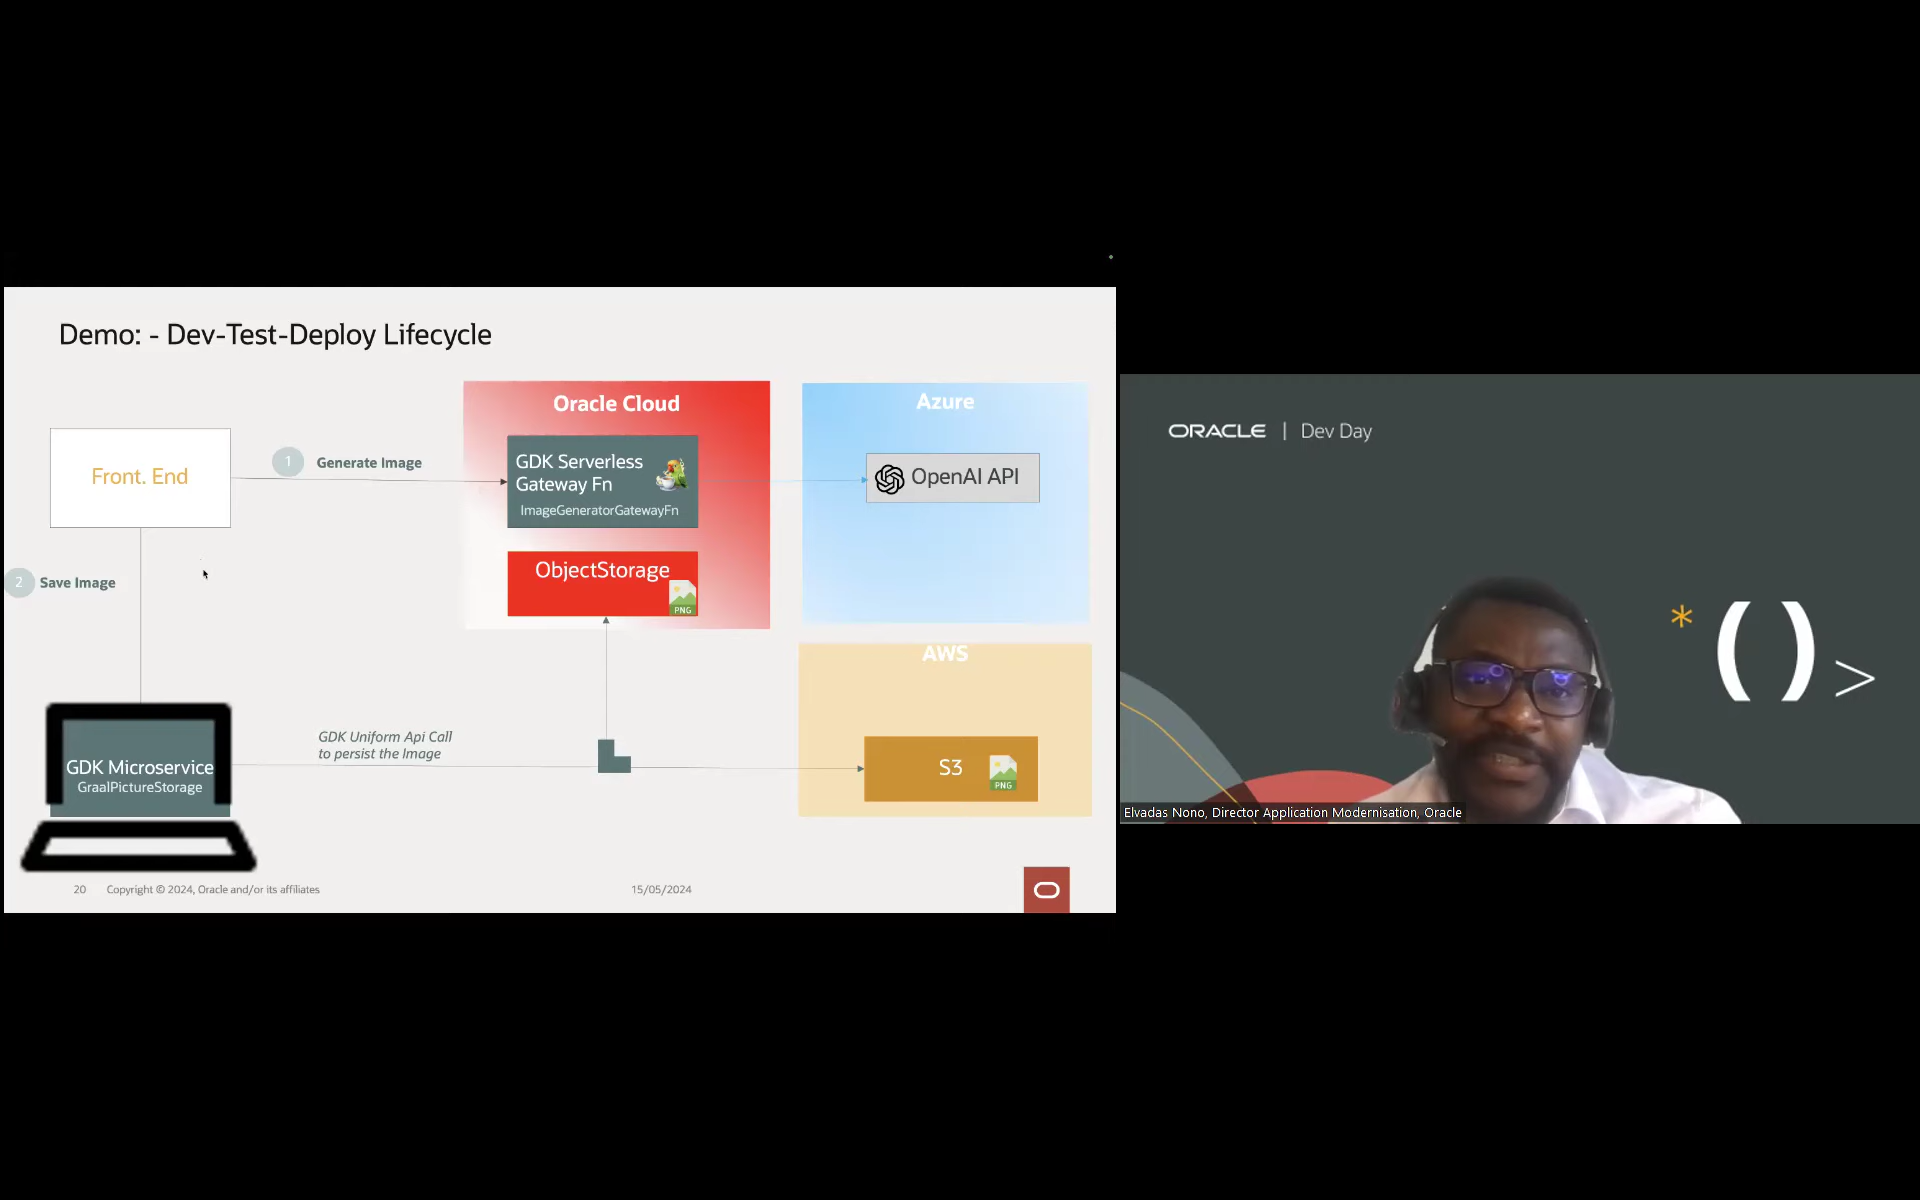 Demo: - Dev-Test-Deploy Lifecycle
Oracle Cloud
Azure
Front. End
1
Generate Image
GDK Serverless
Gateway Fn
ImageGeneratorGatewayFn
OpenAI API
ObjectStorage
PNG
2
Save Image
AWS
GDK Uniform Api Call
to persist the Image
S3
PNG
GDK Microservice
GraalPictureStorage
20
Copyright © 2024, Oracle and/or its affiliates
15/05/2024
ORACLE | Dev Day
* ( ) >
Elvadas Nono, Director Application Modernisation, Oracle